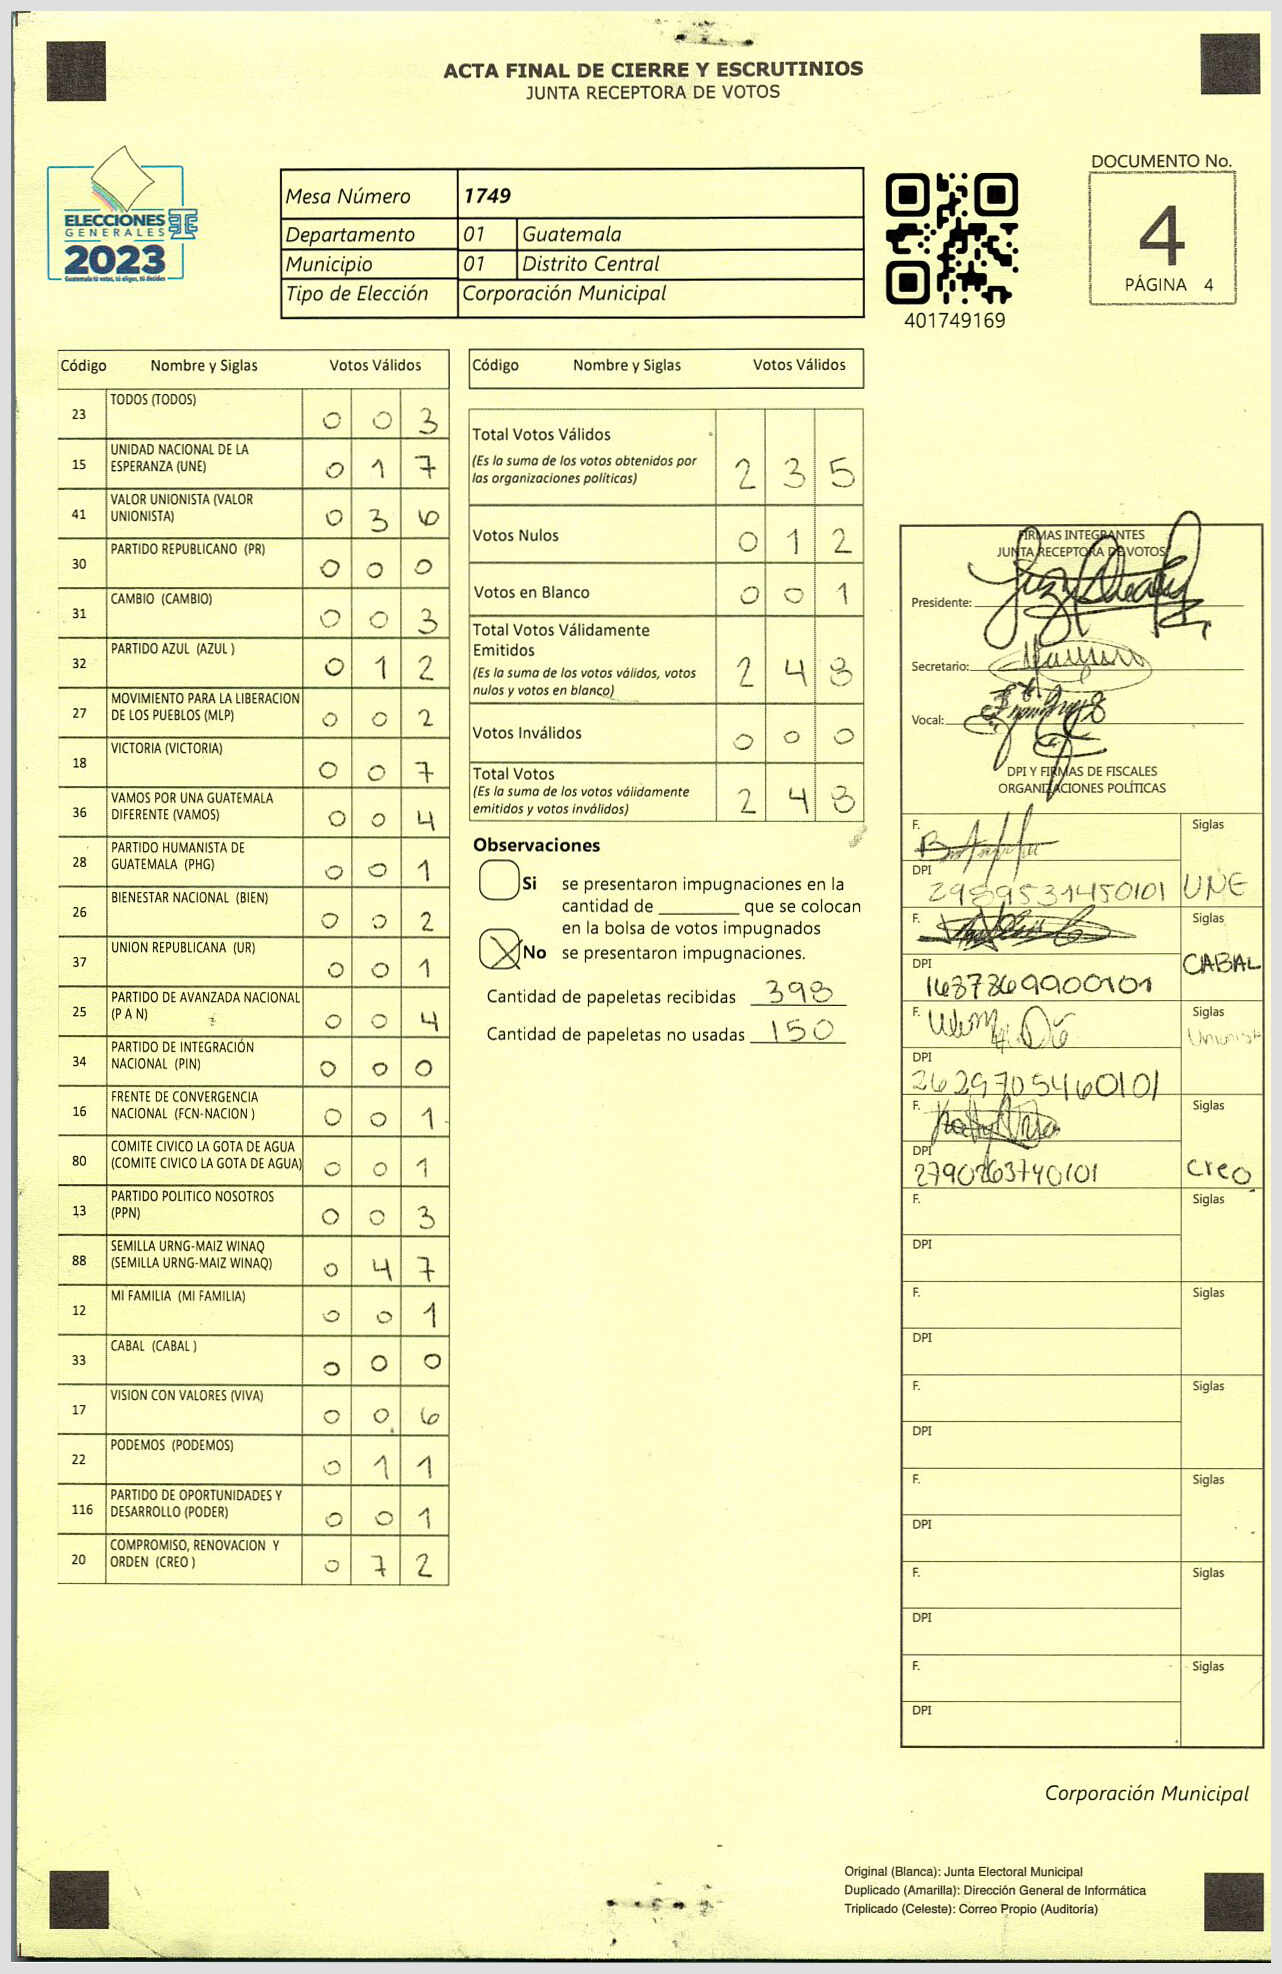 ACTA FINAL DE CIERRE Y ESCRUTINIOS
JUNTA RECEPTORA DE VOTOS
ELECCIONES
GENERALES
2023
Guatemala tú votas, tú eliges, tú decides
Mesa Número 1749
Departamento 01 Guatemala
Municipio 01 Distrito Central
Tipo de Elección Corporación Municipal
401749169
DOCUMENTO No.
4
PÁGINA 4
Código Nombre y Siglas Votos Válidos
23 TODOS (TODOS) 0 0 3
15 UNIDAD NACIONAL DE LA
ESPERANZA (UNE) 0 1 7
41 VALOR UNIONISTA (VALOR
UNIONISTA) 0 3 6
30 PARTIDO REPUBLICANO (PR) 0 0 0
31 CAMBIO (CAMBIO) 0 0 3
32 PARTIDO AZUL (AZUL ) 0 1 2
27 MOVIMIENTO PARA LA LIBERACION
DE LOS PUEBLOS (MLP) 0 0 2
18 VICTORIA (VICTORIA) 0 0 7
36 VAMOS POR UNA GUATEMALA
DIFERENTE (VAMOS) 0 0 4
28 PARTIDO HUMANISTA DE
GUATEMALA (PHG) 0 0 1
26 BIENESTAR NACIONAL (BIEN) 0 0 2
37 UNION REPUBLICANA (UR) 0 0 1
25 PARTIDO DE AVANZADA NACIONAL
(P A N) 0 0 4
34 PARTIDO DE INTEGRACIÓN
NACIONAL (PIN) 0 0 0
16 FRENTE DE CONVERGENCIA
NACIONAL (FCN-NACION ) 0 0 1
80 COMITE CIVICO LA GOTA DE AGUA
(COMITE CIVICO LA GOTA DE AGUA) 0 0 1
13 PARTIDO POLITICO NOSOTROS
(PPN) 0 0 3
88 SEMILLA URNG-MAIZ WINAQ
(SEMILLA URNG-MAIZ WINAQ) 0 4 7
12 MI FAMILIA (MI FAMILIA) 0 0 1
33 CABAL (CABAL ) 0 0 0
17 VISION CON VALORES (VIVA) 0 0 6
22 PODEMOS (PODEMOS) 0 1 1
116 PARTIDO DE OPORTUNIDADES Y
DESARROLLO (PODER) 0 0 1
20 COMPROMISO, RENOVACION Y
ORDEN (CREO ) 0 7 2
Código Nombre y Siglas Votos Válidos
Total Votos Válidos
(Es la suma de los votos obtenidos por
las organizaciones políticas) 2 3 5
Votos Nulos 0 1 2
Votos en Blanco 0 0 1
Total Votos Válidamente
Emitidos
(Es la suma de los votos válidos, votos
nulos y votos en blanco) 2 4 8
Votos Inválidos 0 0 0
Total Votos
(Es la suma de los votos válidamente
emitidos y votos inválidos) 2 4 8
Observaciones
Si se presentaron impugnaciones en la
cantidad de ________ que se colocan
en la bolsa de votos impugnados
No se presentaron impugnaciones.
Cantidad de papeletas recibidas 398
Cantidad de papeletas no usadas 150
FIRMAS INTEGRANTES
JUNTA RECEPTORA DE VOTOS
Presidente:
Secretario:
Vocal:
DPI Y FIRMAS DE FISCALES
ORGANIZACIONES POLÍTICAS
F. Siglas
DPI
2989531450101 UNE
F. Siglas
DPI CABAL
1687869900101
F. Siglas
Unionist
DPI
2629705460101
F. Siglas
DPI
2790263740101 creo
F. Siglas
DPI
F. Siglas
DPI
F. Siglas
DPI
F. Siglas
DPI
F. Siglas
DPI
F. Siglas
DPI
Corporación Municipal
Original (Blanca): Junta Electoral Municipal
Duplicado (Amarilla): Dirección General de Informática
Triplicado (Celeste): Correo Propio (Auditoría)